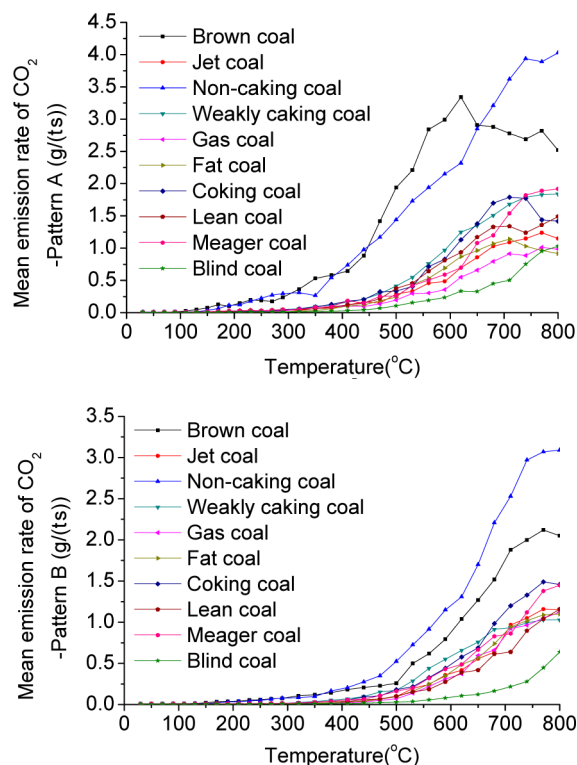 Mean emission rate of CO2
-Pattern A (g/(ts))
4.0
3.5
3.0
2.5
2.0
1.5
1.0
0.5
0.0
Brown coal
Jet coal
Non-caking coal
Weakly caking coal
Gas coal
Fat coal
Coking coal
Lean coal
Meager coal
Blind coal
0 100 200 300 400 500 600 700 800
Temperature(°C)
Mean emission rate of CO2
-Pattern B (g/(ts))
3.5
3.0
2.5
2.0
1.5
1.0
0.5
0.0
Brown coal
Jet coal
Non-caking coal
Weakly caking coal
Gas coal
Fat coal
Coking coal
Lean coal
Meager coal
Blind coal
0 100 200 300 400 500 600 700 800
Temperature(°C)